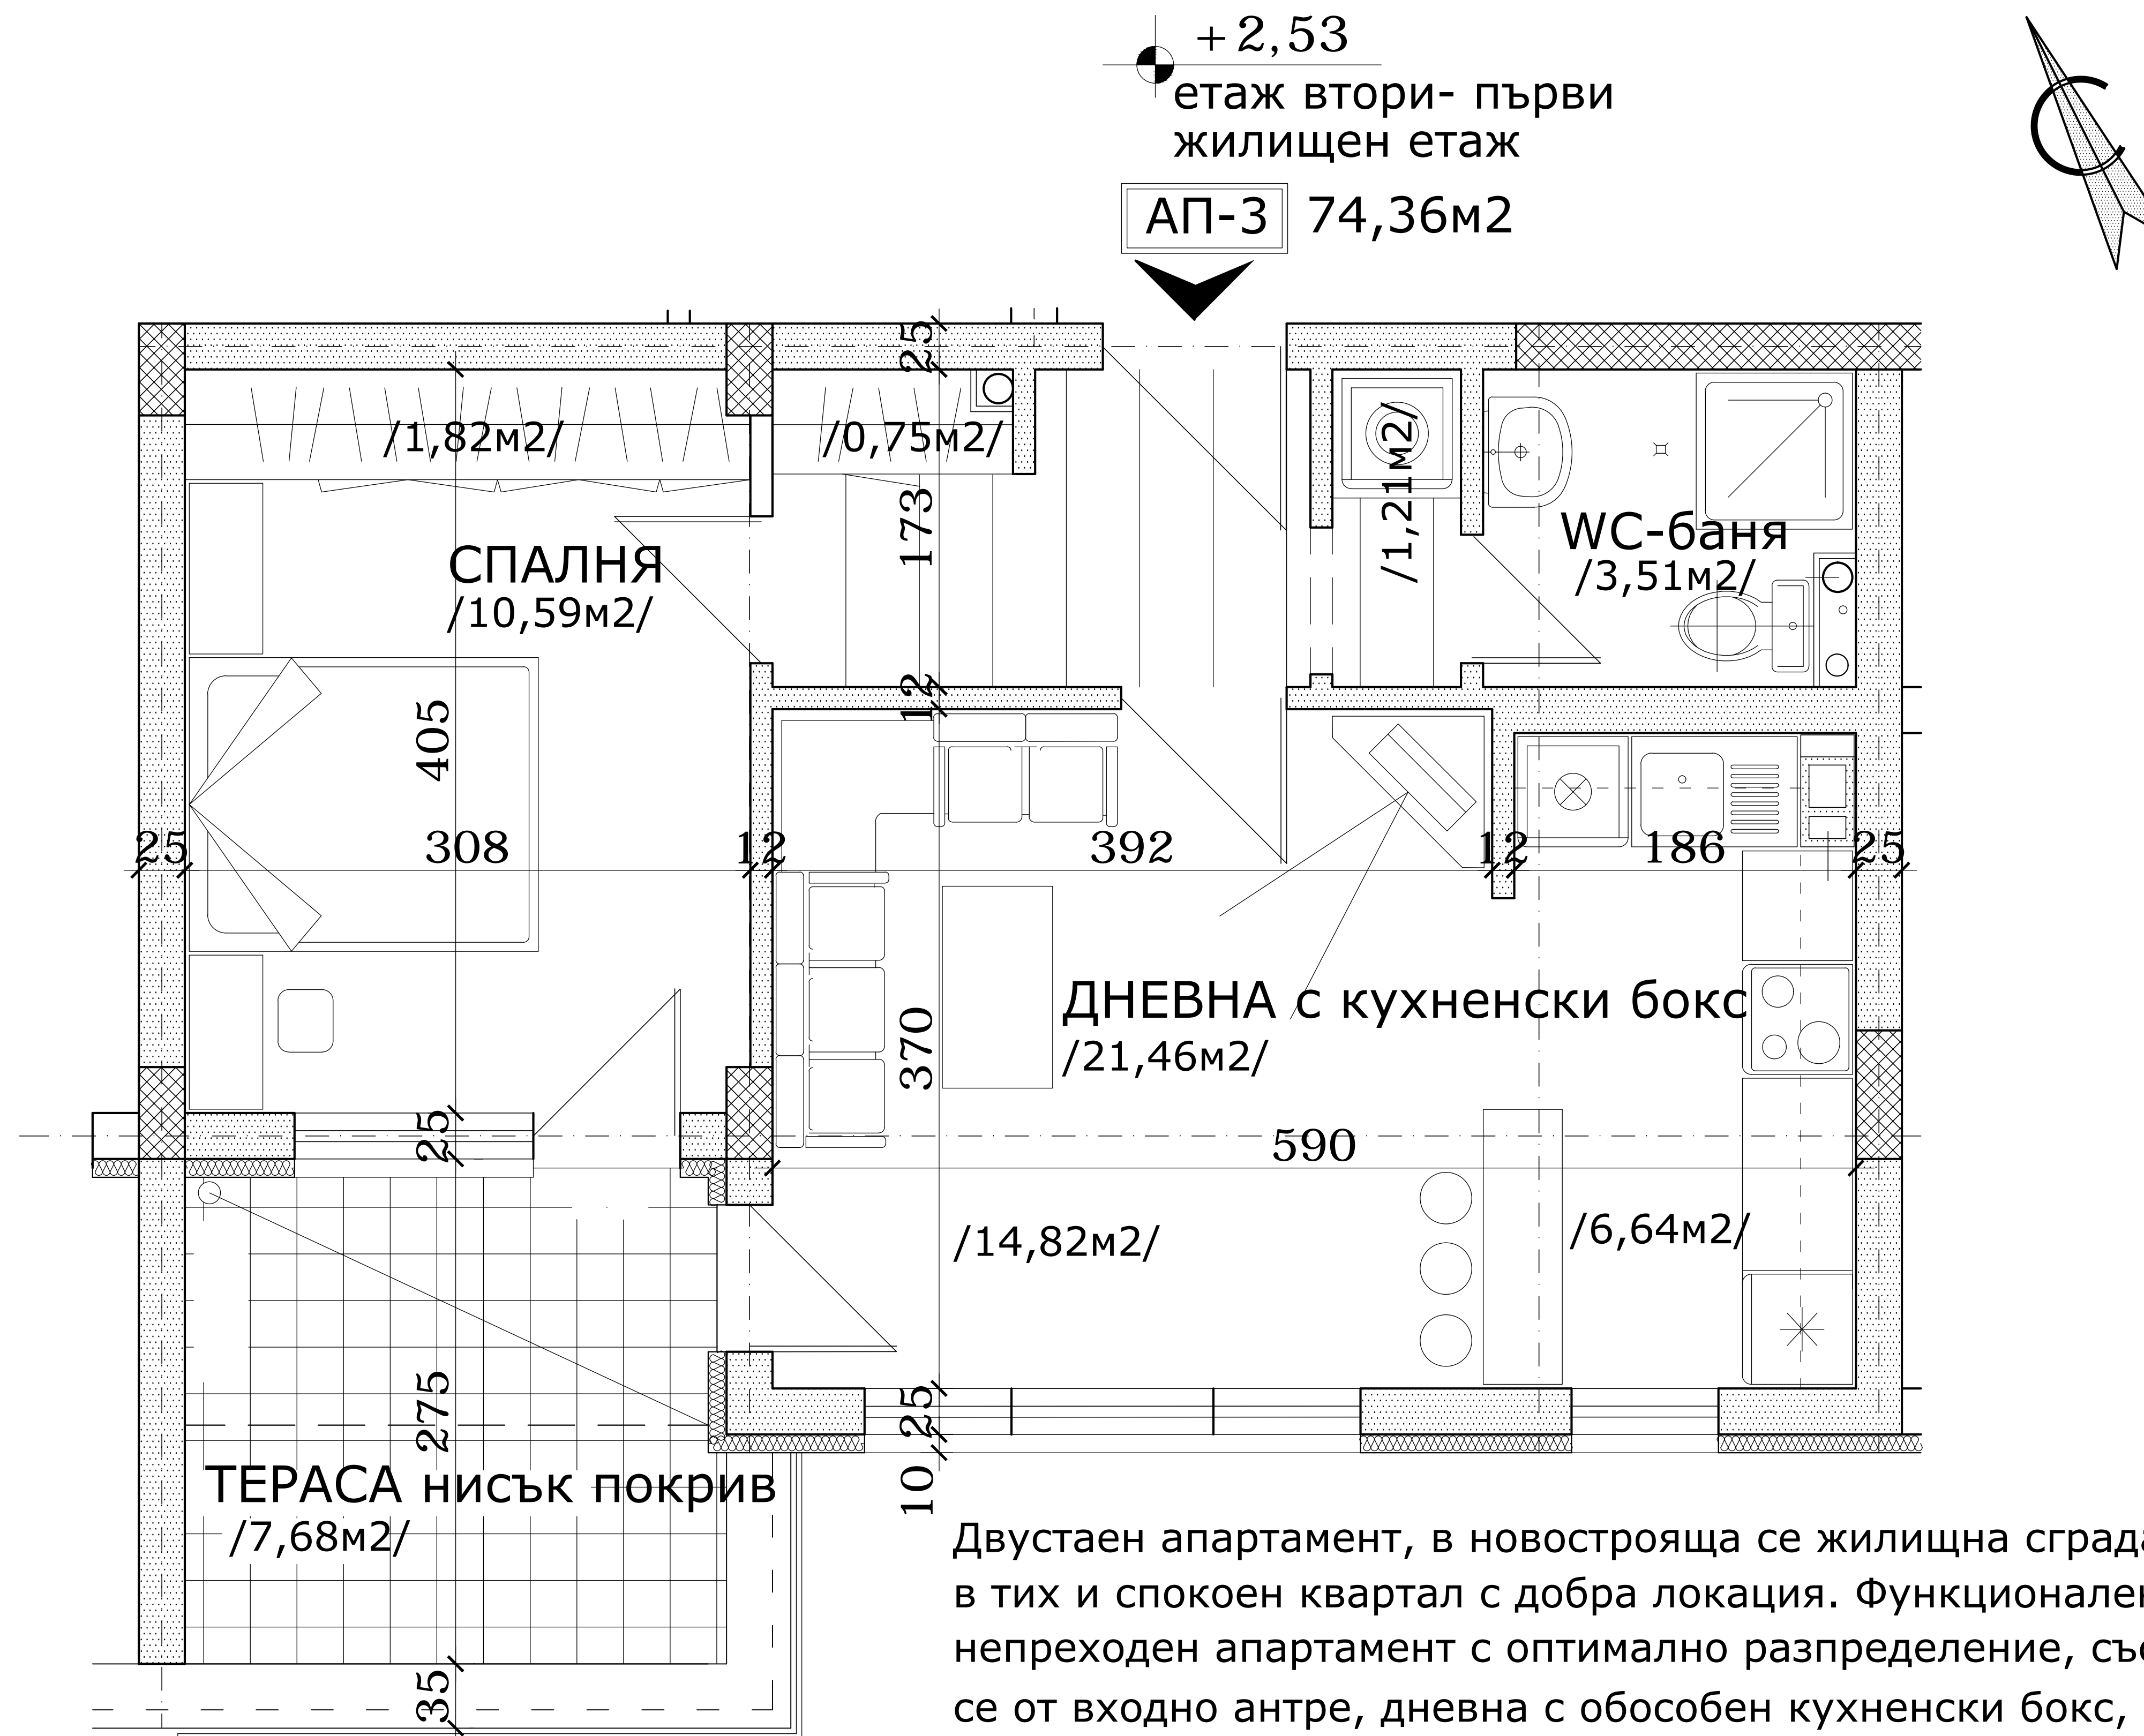 +2,53
етаж втори- първи
жилищен етаж
АП-3 74,36м2
25
/1,82м2/
/0,75м2/
/1,21м2/
173
WC-баня
/3,51м2/
СПАЛНЯ
/10,59м2/
12
405
25
308
12
392
12
186
25
ДНЕВНА с кухненски бокс
/21,46м2/
370
25
590
/14,82м2/
/6,64м2/
275
25
10
ТЕРАСА нисък покрив
/7,68м2/
35
Двустаен апартамент, в новострояща се жилищна сграда
в тих и спокоен квартал с добра локация. Функционален
непреходен апартамент с оптимално разпределение,
се от входно антре, дневна с обособен кухненски бокс,